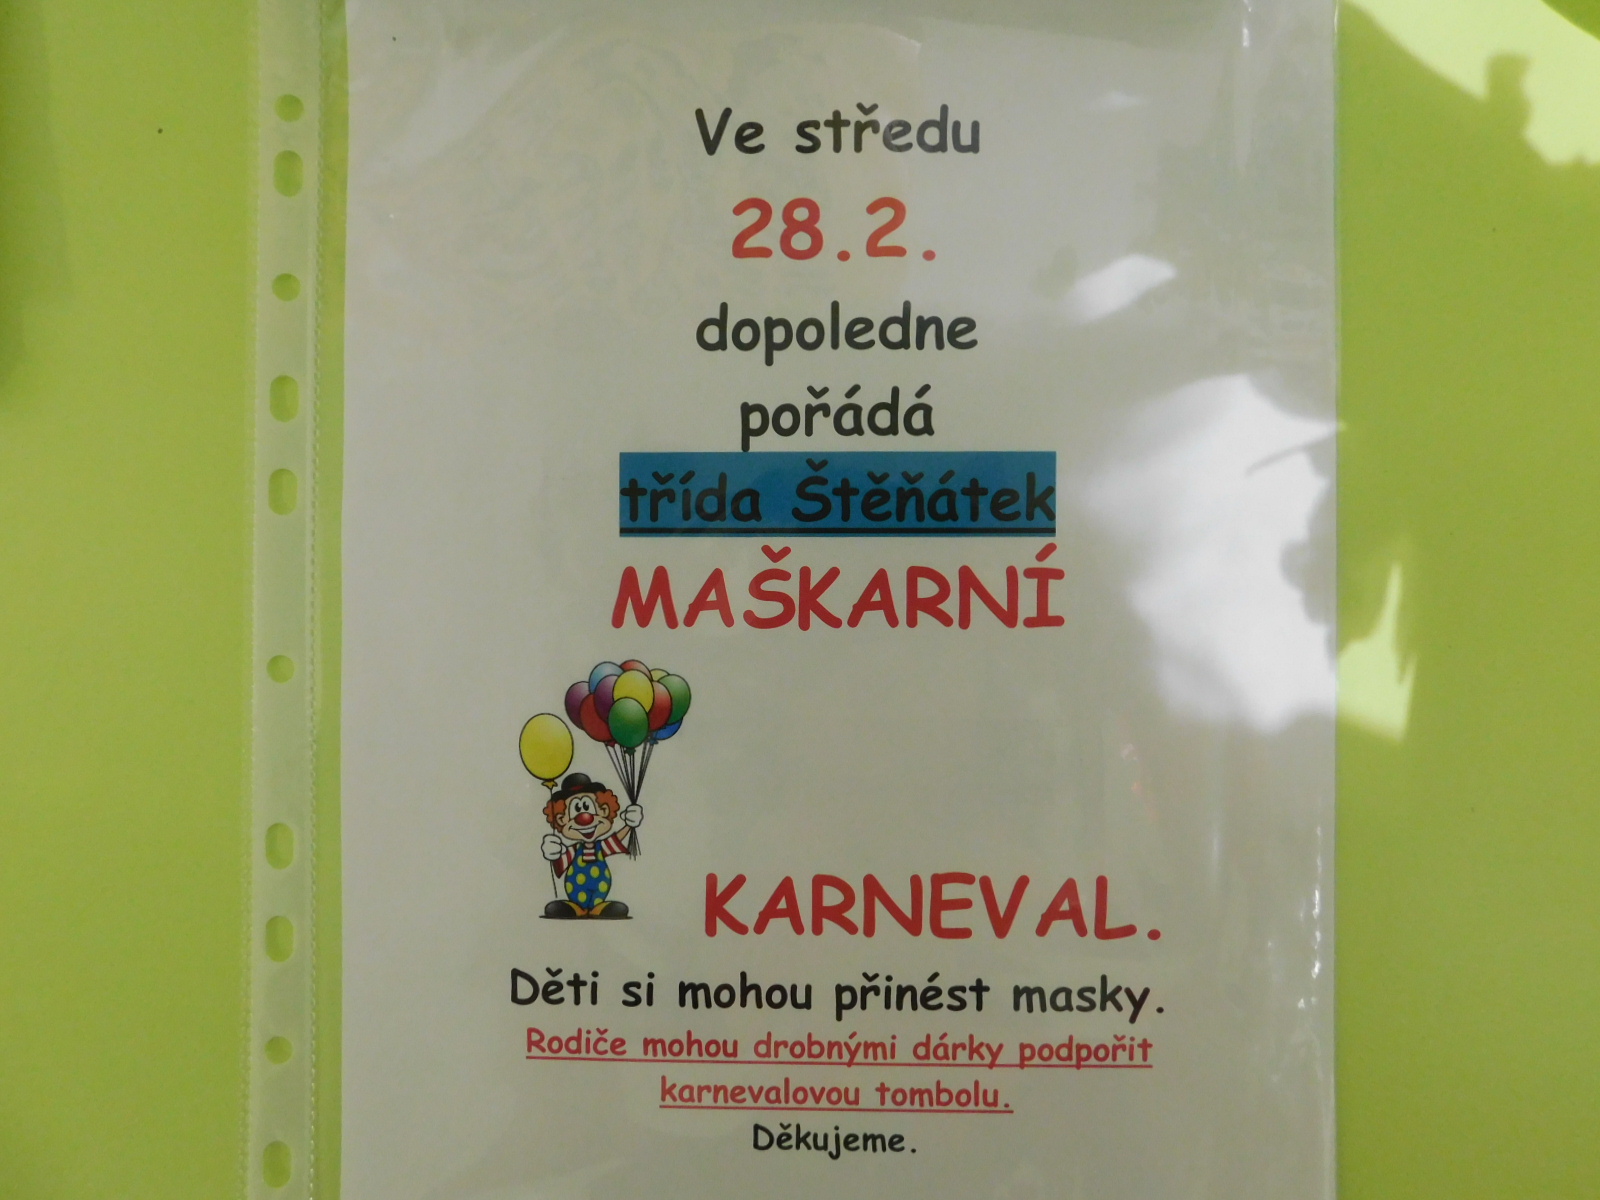 Ve středu
28.2.
dopoledne
pořádá
třída Štěňátek
MAŠKARNÍ
KARNEVAL.
Děti si mohou přinést masky.
Rodiče mohou drobnými dárky podpořit
karnevalovou tombolu.
Děkujeme.